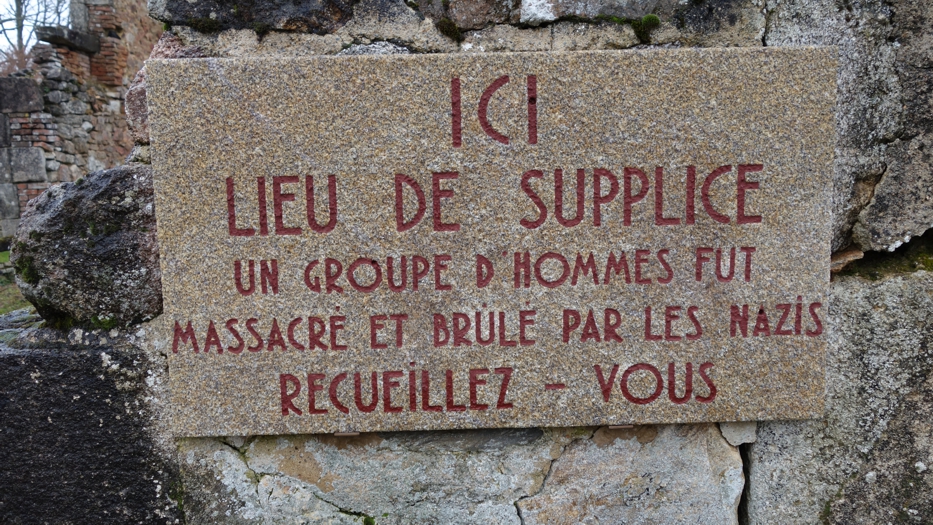 ICI
LIEU DE SUPPLICE
UN GROUPE D'HOMMES FUT
MASSACRÉ ET BRÛLÉ PAR LES NAZIS
RECUEILLEZ - VOUS